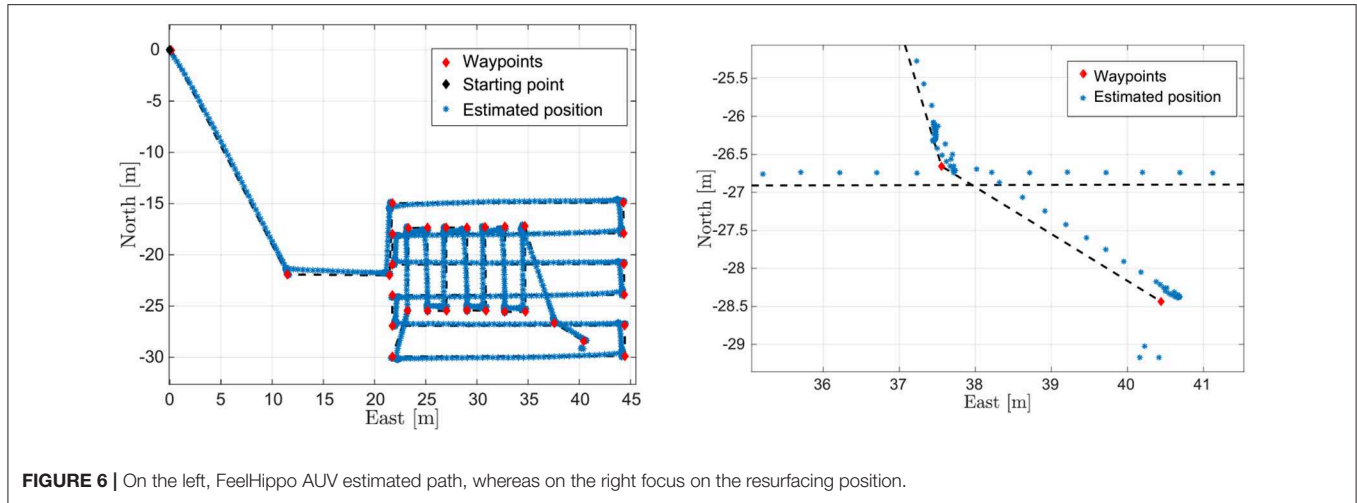 0
-5
-10
-15
-20
-25
-30
North [m]
0 5 10 15 20 25 30 35 40 45
East [m]
Waypoints
Starting point
Estimated position
-25.5
-26
-26.5
-27
-27.5
-28
-28.5
-29
North [m]
36 37 38 39 40 41
East [m]
Waypoints
Estimated position
FIGURE 6 | On the left, FeelHippo AUV estimated path, whereas on the right focus on the resurfacing position.